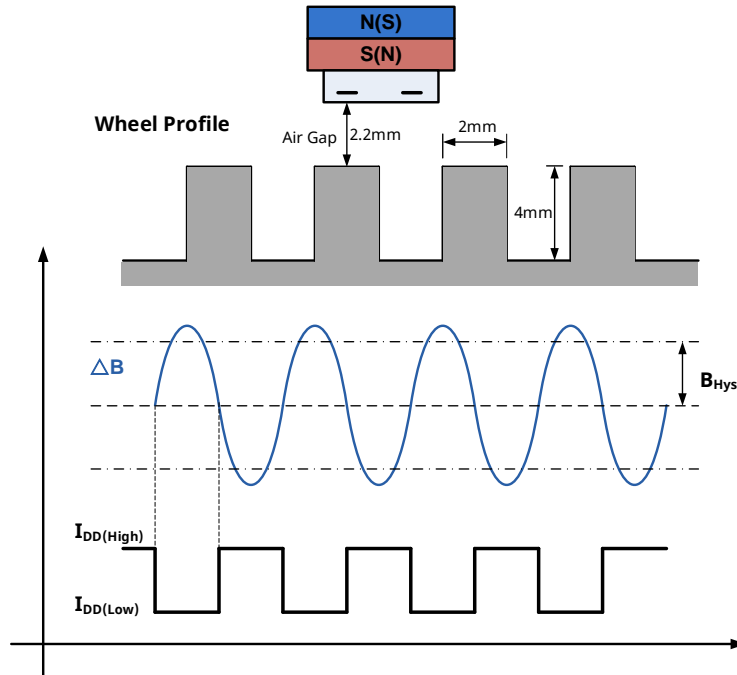 N(S)
S(N)
Wheel Profile
Air Gap
2.2mm
2mm
4mm
△B
BHys
IDD(High)
IDD(Low)